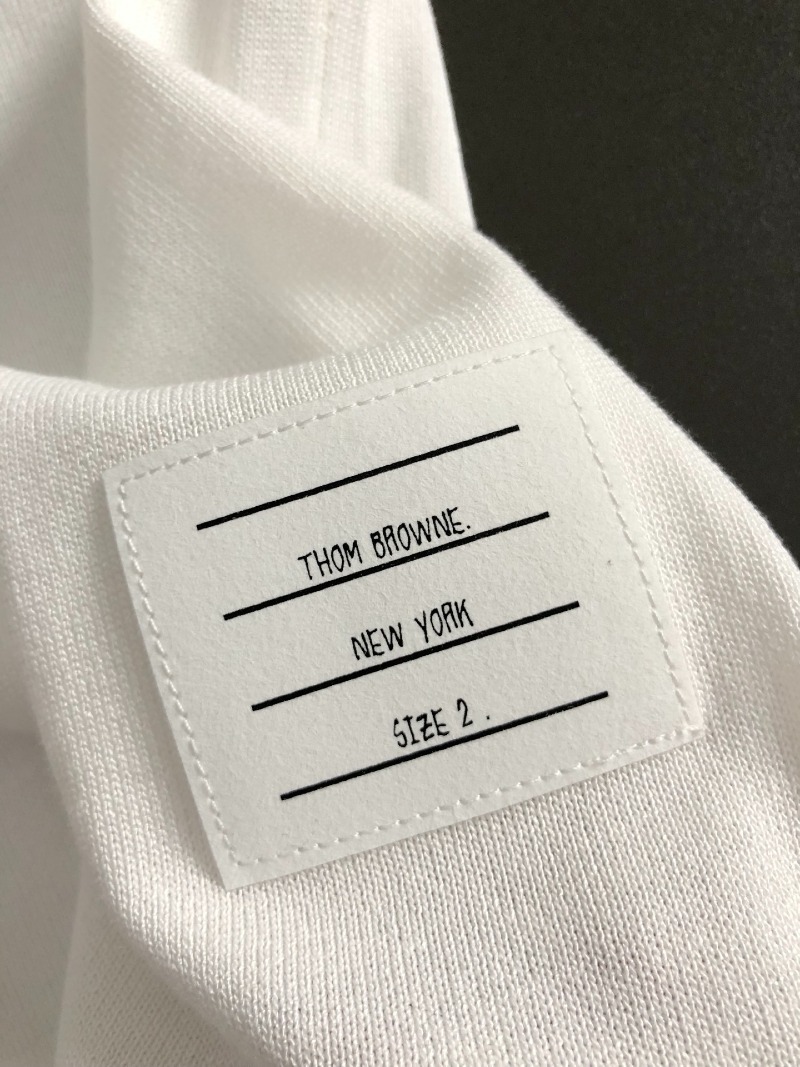 THOM BROWNE.
NEW YORK
SIZE 2 .